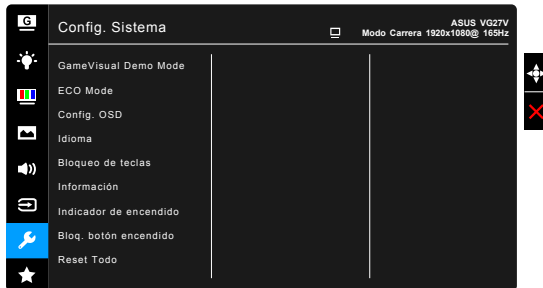 G
Config. Sistema
ASUS VG27V
Modo Carrera 1920x1080@ 165Hz
GameVisual Demo Mode
ECO Mode
Config. OSD
Idioma
Bloqueo de teclas
Información
Indicador de encendido
Bloq. botón encendido
Reset Todo